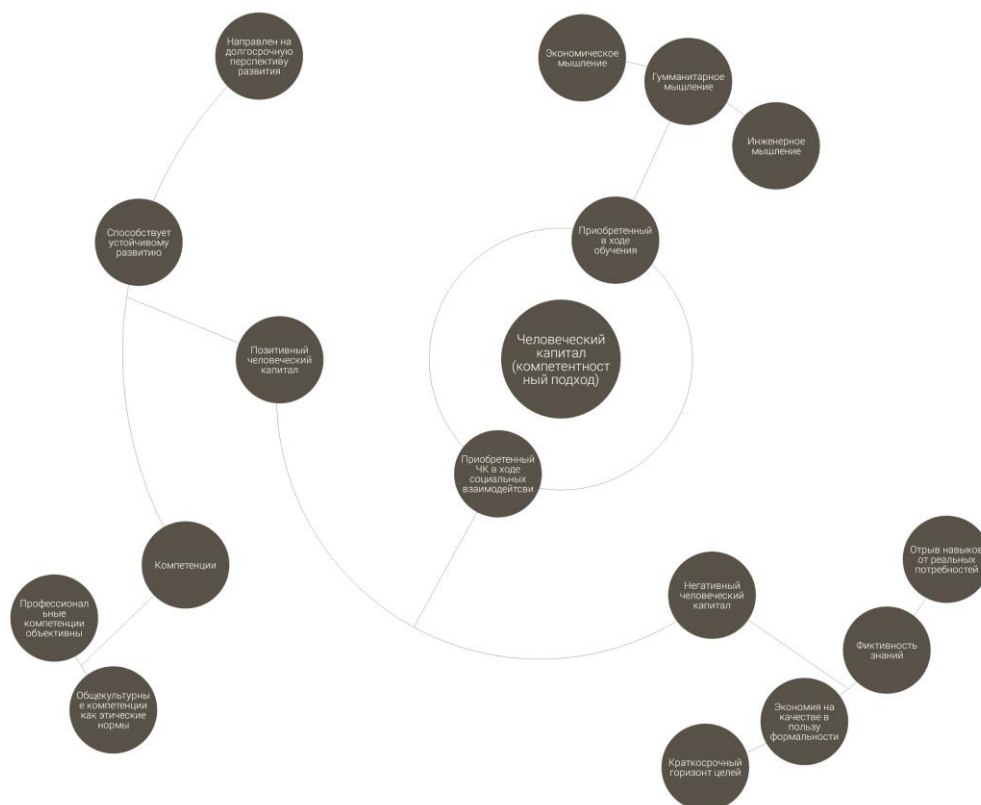 Направлен на
долгосрочную
перспективу
развития
Экономическое
мышление
Гумманитарное
мышление
Инженерное
мышление
Способствует
устойчивому
развитию
Приобретенный
в ходе
обучения
Позитивный
человеческий
капитал
Человеческий
капитал
(компетентност
ный подход)
Приобретенный
ЧК в ходе
социальных
взаимодейтсви
Компетенции
Профессионал
ьные
компетенции
объективны
Общекультурны
е компетенции
как этические
нормы
Негативный
человеческий
капитал
Отрыв навыков
от реальных
потребностей
Фиктивность
знаний
Экономия на
качестве в
пользу
формальности
Краткосрочный
горизонт целей